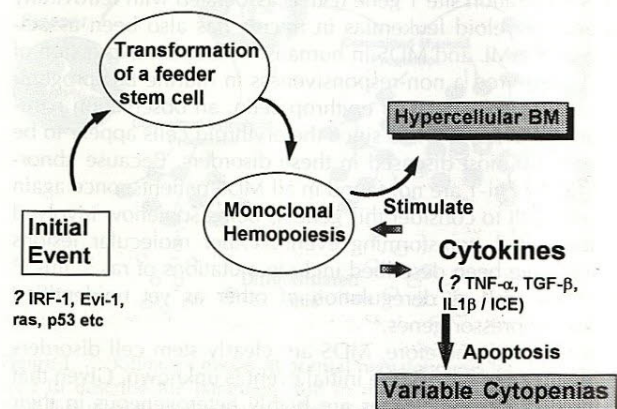 Transformation
of a feeder
stem cell
Hypercellular BM
Initial
Event
Monoclonal
Hemopoiesis
Stimulate
Cytokines
? IRF-1, Evi-1,
ras, p53 etc
( ? TNF-α, TGF-β,
IL1β / ICE)
Apoptosis
Variable Cytopenias